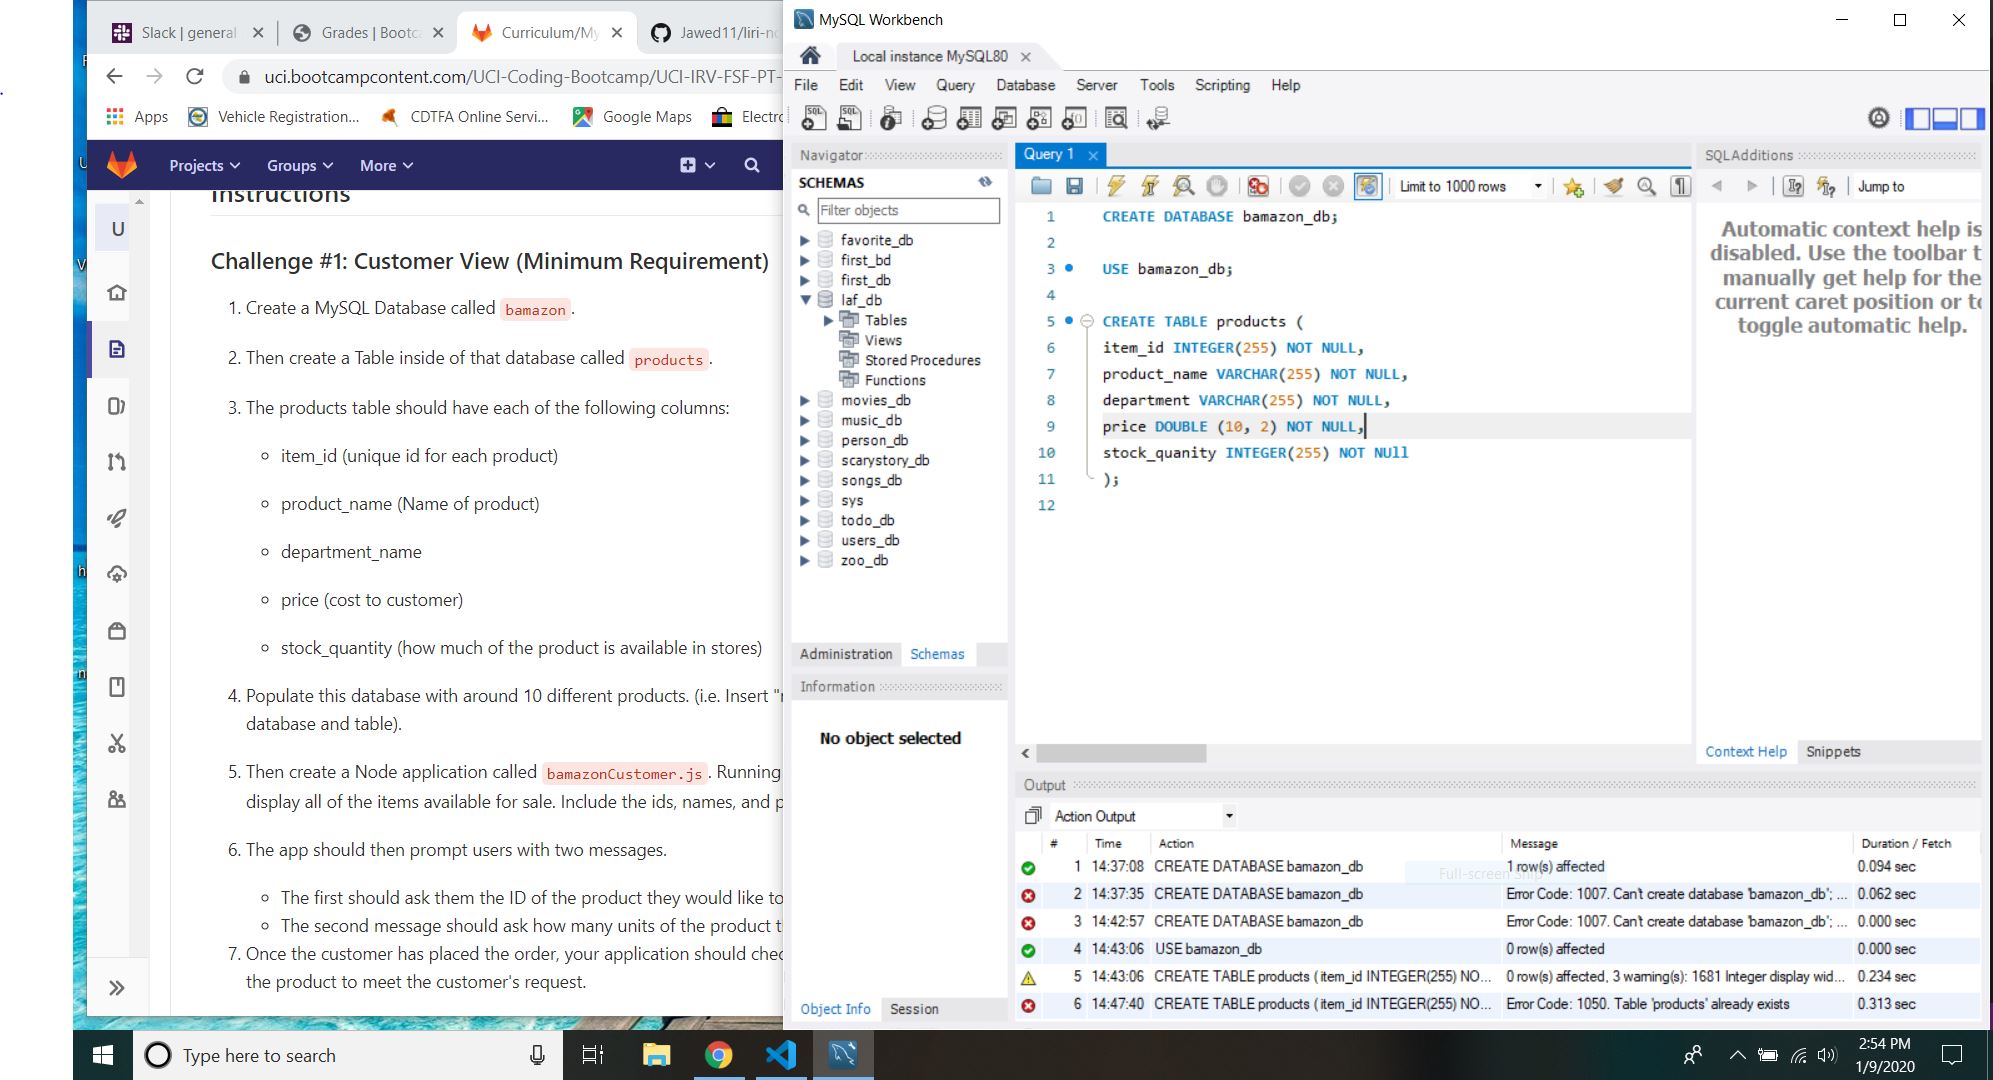 Slack | general
Grades | Bootc
Curriculum/My
Jawed11/liri-no
uci.bootcampcontent.com/UCI-Coding-Bootcamp/UCI-IRV-FSF-PT-
Apps
Vehicle Registration...
CDTFA Online Servi...
Google Maps
Electro
Projects
Groups
More
U
Instructions
Challenge #1: Customer View (Minimum Requirement)
1. Create a MySQL Database called bamazon.
2. Then create a Table inside of that database called products.
3. The products table should have each of the following columns:
item_id (unique id for each product)
product_name (Name of product)
department_name
price (cost to customer)
stock_quantity (how much of the product is available in stores)
4. Populate this database with around 10 different products. (i.e. Insert "
database and table).
5. Then create a Node application called bamazonCustomer.js. Running
display all of the items available for sale. Include the ids, names, and p
6. The app should then prompt users with two messages.
The first should ask them the ID of the product they would like to
The second message should ask how many units of the product t
7. Once the customer has placed the order, your application should chec
the product to meet the customer's request.
MySQL Workbench
Local instance MySQL80
File Edit View Query Database Server Tools Scripting Help
Navigator
SCHEMAS
Filter objects
favorite_db
first_bd
first_db
laf_db
Tables
Views
Stored Procedures
Functions
movies_db
music_db
person_db
scarystory_db
songs_db
sys
todo_db
users_db
zoo_db
Administration Schemas
Information
No object selected
Object Info Session
Query 1
Limit to 1000 rows
1 CREATE DATABASE bamazon_db;
2
3 USE bamazon_db;
4
5 CREATE TABLE products (
6 item_id INTEGER(255) NOT NULL,
7 product_name VARCHAR(255) NOT NULL,
8 department VARCHAR(255) NOT NULL,
9 price DOUBLE (10, 2) NOT NULL,
10 stock_quanity INTEGER(255) NOT NUll
11 );
12
SQLAdditions
Jump to
Automatic context help is
disabled. Use the toolbar t
manually get help for the
current caret position or to
toggle automatic help.
Context Help Snippets
Output
Action Output
# Time Action Message Duration / Fetch
1 14:37:08 CREATE DATABASE bamazon_db 1 row(s) affected 0.094 sec
Full-screen Snip
2 14:37:35 CREATE DATABASE bamazon_db Error Code: 1007. Can't create database 'bamazon_db'; ... 0.062 sec
3 14:42:57 CREATE DATABASE bamazon_db Error Code: 1007. Can't create database 'bamazon_db'; ... 0.000 sec
4 14:43:06 USE bamazon_db 0 row(s) affected 0.000 sec
5 14:43:06 CREATE TABLE products ( item_id INTEGER(255) NO... 0 row(s) affected, 3 warning(s): 1681 Integer display wid... 0.234 sec
6 14:47:40 CREATE TABLE products ( item_id INTEGER(255) NO... Error Code: 1050. Table 'products' already exists 0.313 sec
Type here to search
2:54 PM
1/9/2020